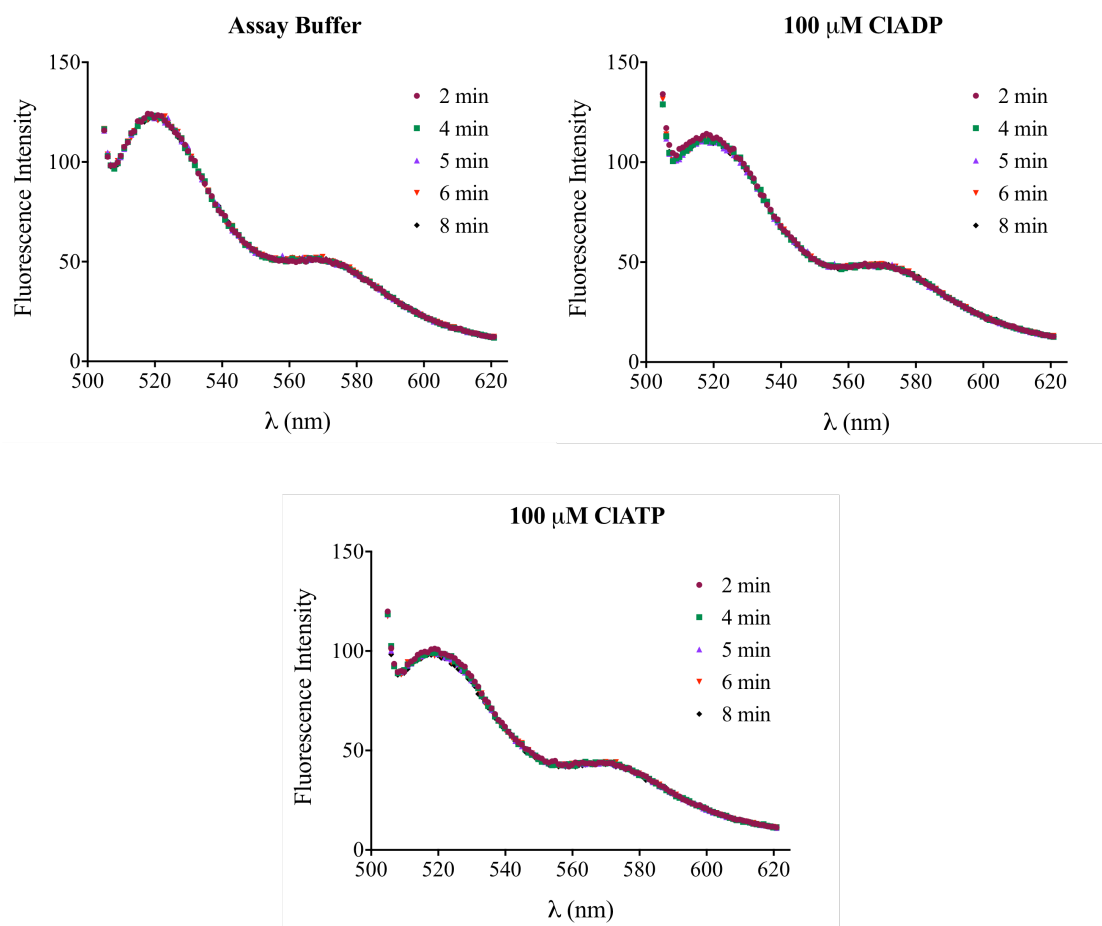 Assay Buffer
150
100
50
0
500 520 540 560 580 600 620
Fluorescence Intensity
λ (nm)
2 min
4 min
5 min
6 min
8 min
100 μM ClADP
150
100
50
0
500 520 540 560 580 600 620
Fluorescence Intensity
λ (nm)
2 min
4 min
5 min
6 min
8 min
100 μM ClATP
150
100
50
0
500 520 540 560 580 600 620
Fluorescence Intensity
λ (nm)
2 min
4 min
5 min
6 min
8 min